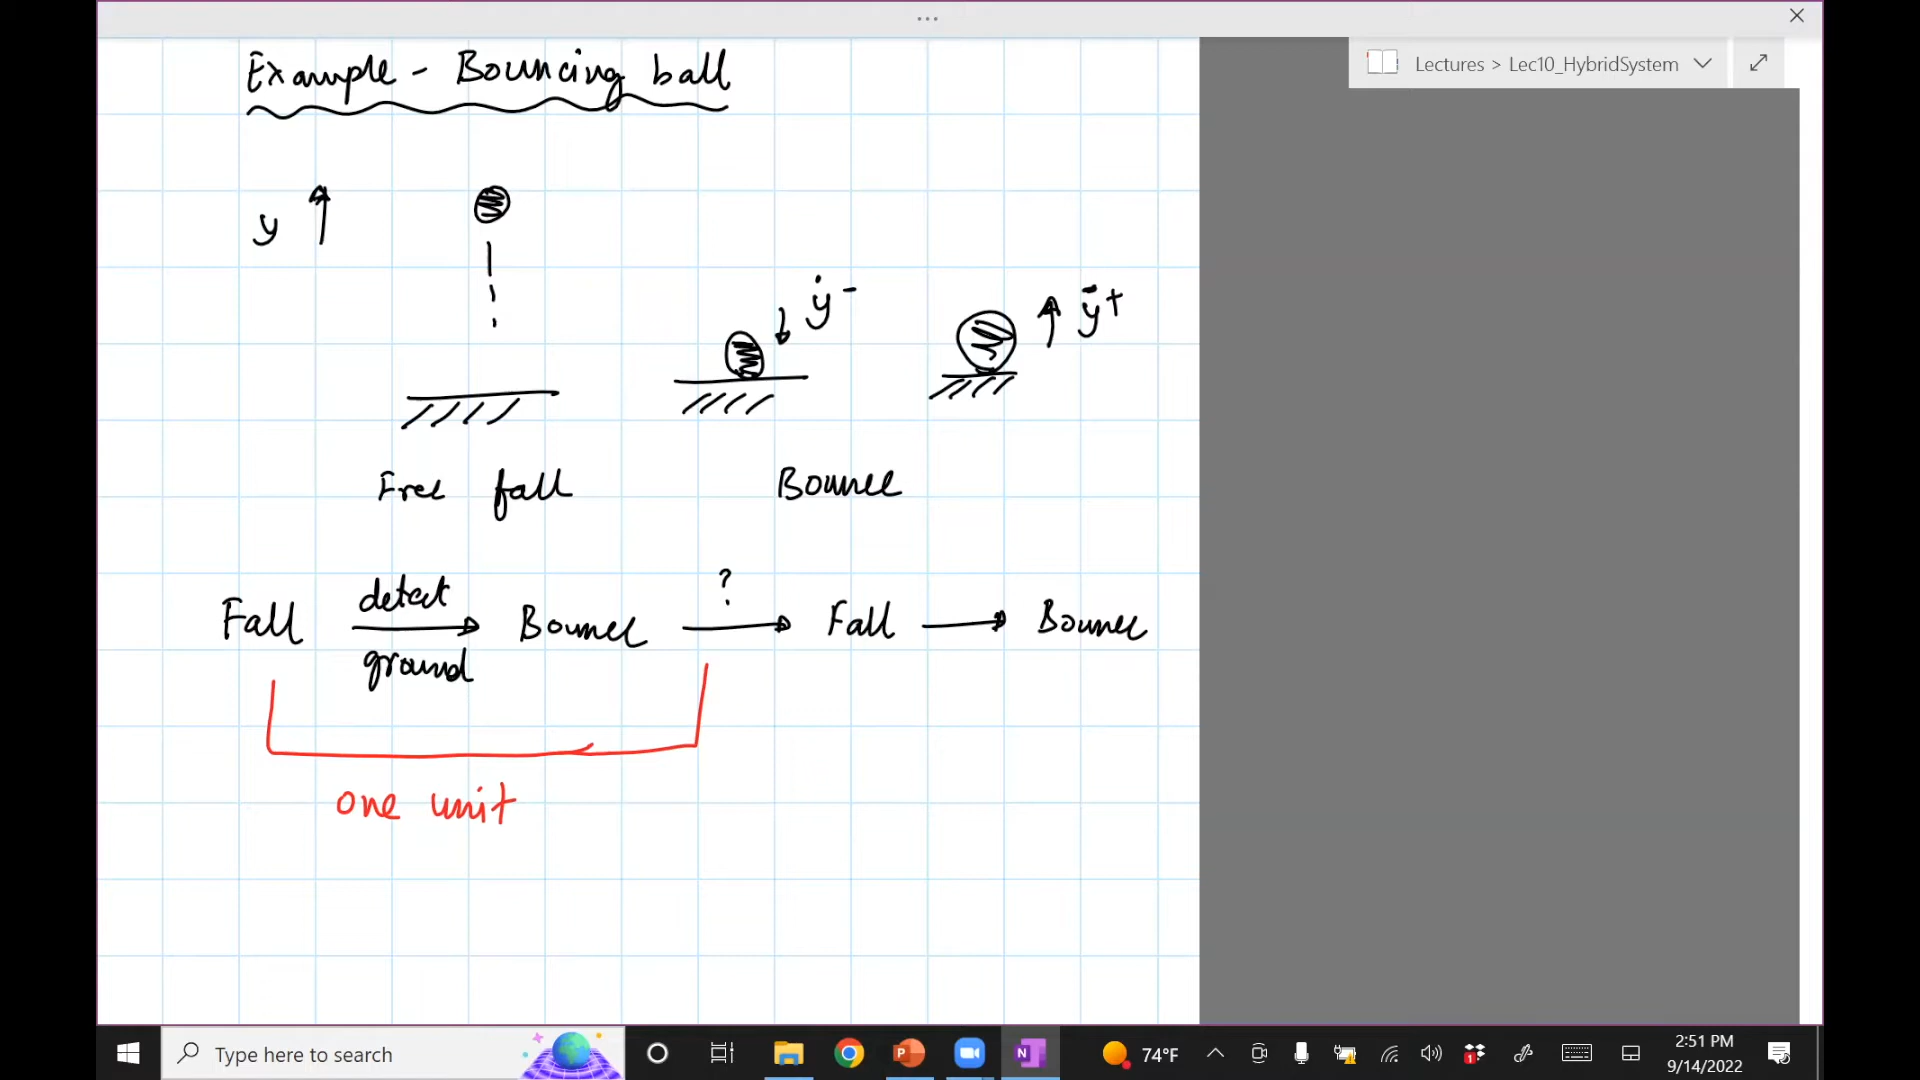 Lectures > Lec10_HybridSystem
Example - Bouncing ball
y
ẏ⁻
ẏ⁺
Free fall
Bounce
Fall detect ground Bounce ? Fall Bounce
one unit
Type here to search
74°F
2:51 PM
9/14/2022